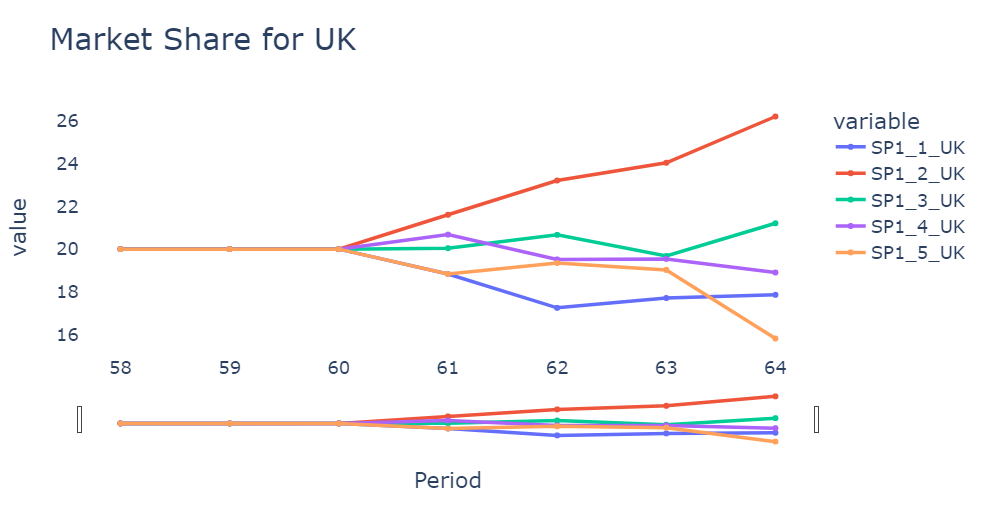 Market Share for UK
value
26
24
22
20
18
16
58 59 60 61 62 63 64
Period
variable
SP1_1_UK
SP1_2_UK
SP1_3_UK
SP1_4_UK
SP1_5_UK